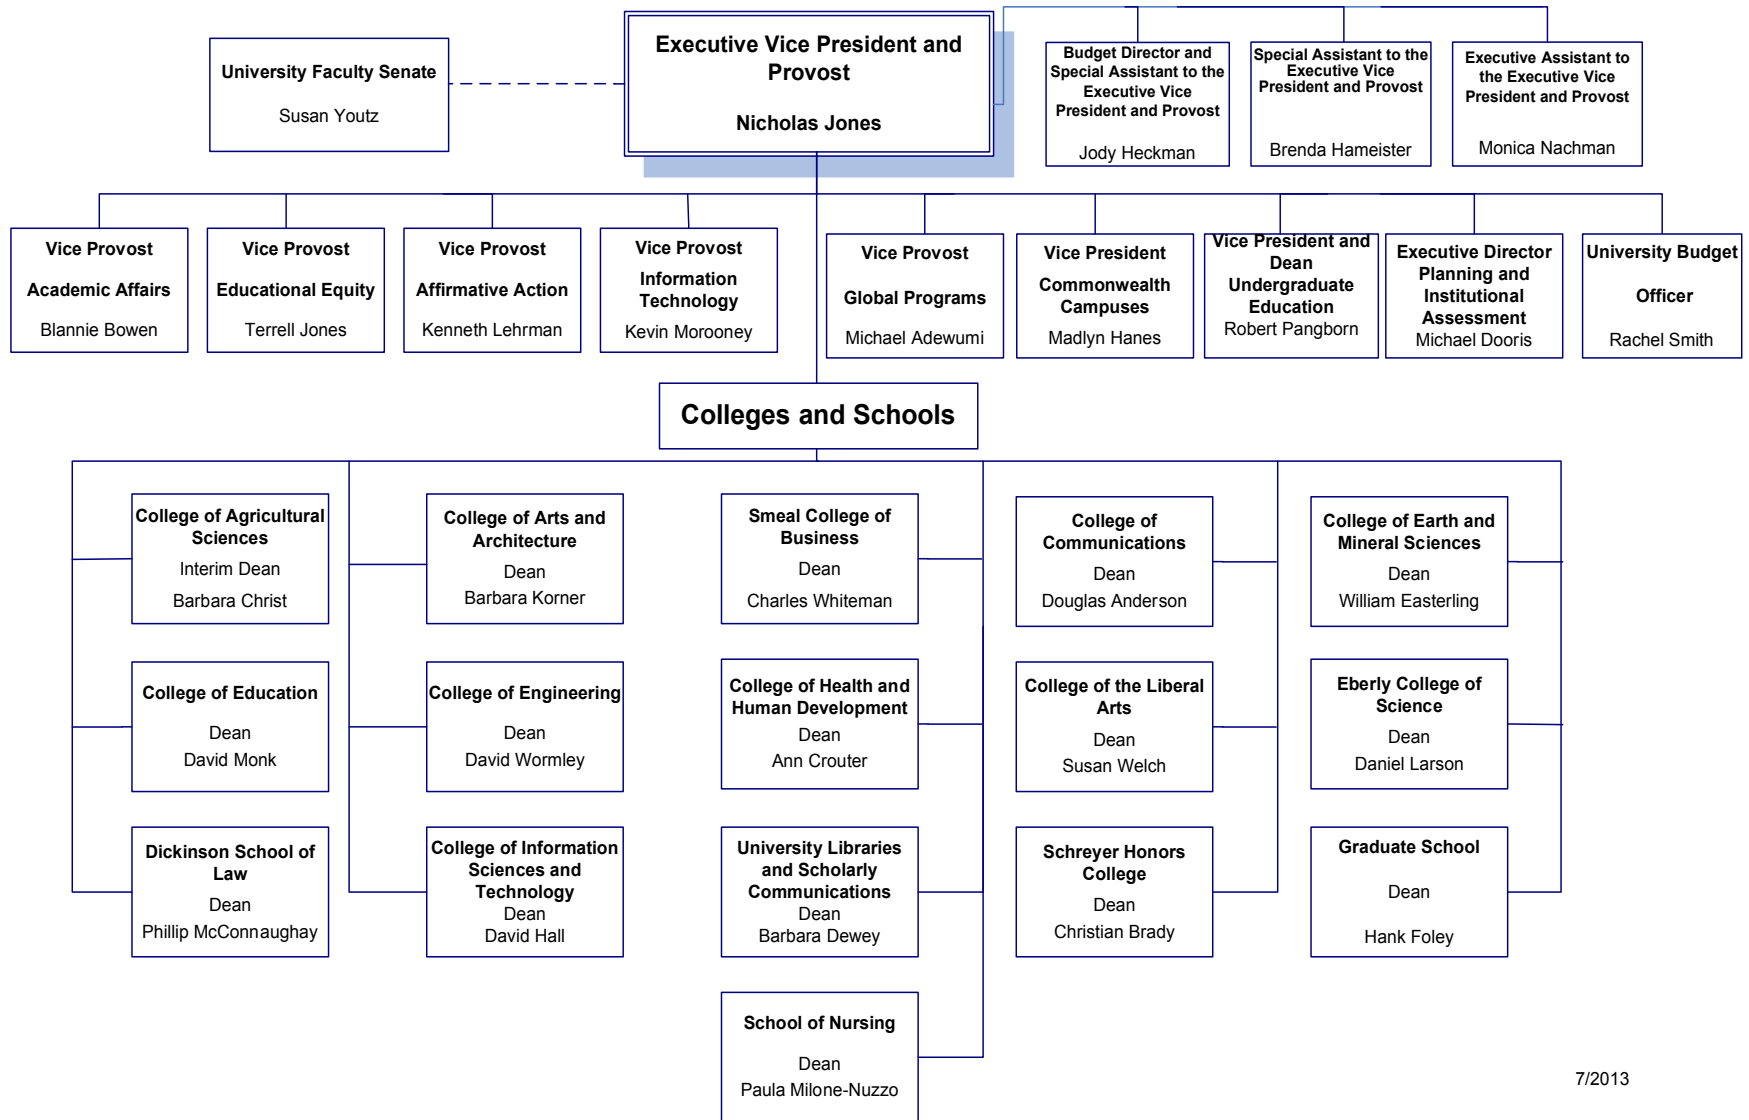 University Faculty Senate
Susan Youtz
Executive Vice President and
Provost
Nicholas Jones
Budget Director and
Special Assistant to the
Executive Vice
President and Provost
Jody Heckman
Special Assistant to the
Executive Vice
President and Provost
Brenda Hameister
Executive Assistant to
the Executive Vice
President and Provost
Monica Nachman
Vice Provost
Academic Affairs
Blannie Bowen
Vice Provost
Educational Equity
Terrell Jones
Vice Provost
Affirmative Action
Kenneth Lehrman
Vice Provost
Information
Technology
Kevin Morooney
Vice Provost
Global Programs
Michael Adewumi
Vice President
Commonwealth
Campuses
Madlyn Hanes
Vice President and
Dean
Undergraduate
Education
Robert Pangborn
Executive Director
Planning and
Institutional
Assessment
Michael Dooris
University Budget
Officer
Rachel Smith
Colleges and Schools
College of Agricultural
Sciences
Interim Dean
Barbara Christ
College of Arts and
Architecture
Dean
Barbara Korner
Smeal College of
Business
Dean
Charles Whiteman
College of
Communications
Dean
Douglas Anderson
College of Earth and
Mineral Sciences
Dean
William Easterling
College of Education
Dean
David Monk
College of Engineering
Dean
David Wormley
College of Health and
Human Development
Dean
Ann Crouter
College of the Liberal
Arts
Dean
Susan Welch
Eberly College of
Science
Dean
Daniel Larson
Dickinson School of
Law
Dean
Phillip McConnaughay
College of Information
Sciences and
Technology
Dean
David Hall
University Libraries
and Scholarly
Communications
Dean
Barbara Dewey
Schreyer Honors
College
Dean
Christian Brady
Graduate School
Dean
Hank Foley
School of Nursing
Dean
Paula Milone-Nuzzo
7/2013